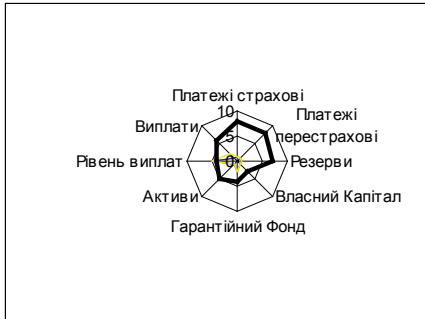 Платежі страхові
Платежі
перестрахові
Резерви
Власний Капітал
Гарантійний Фонд
Активи
Рівень виплат
Виплати
10
5
0